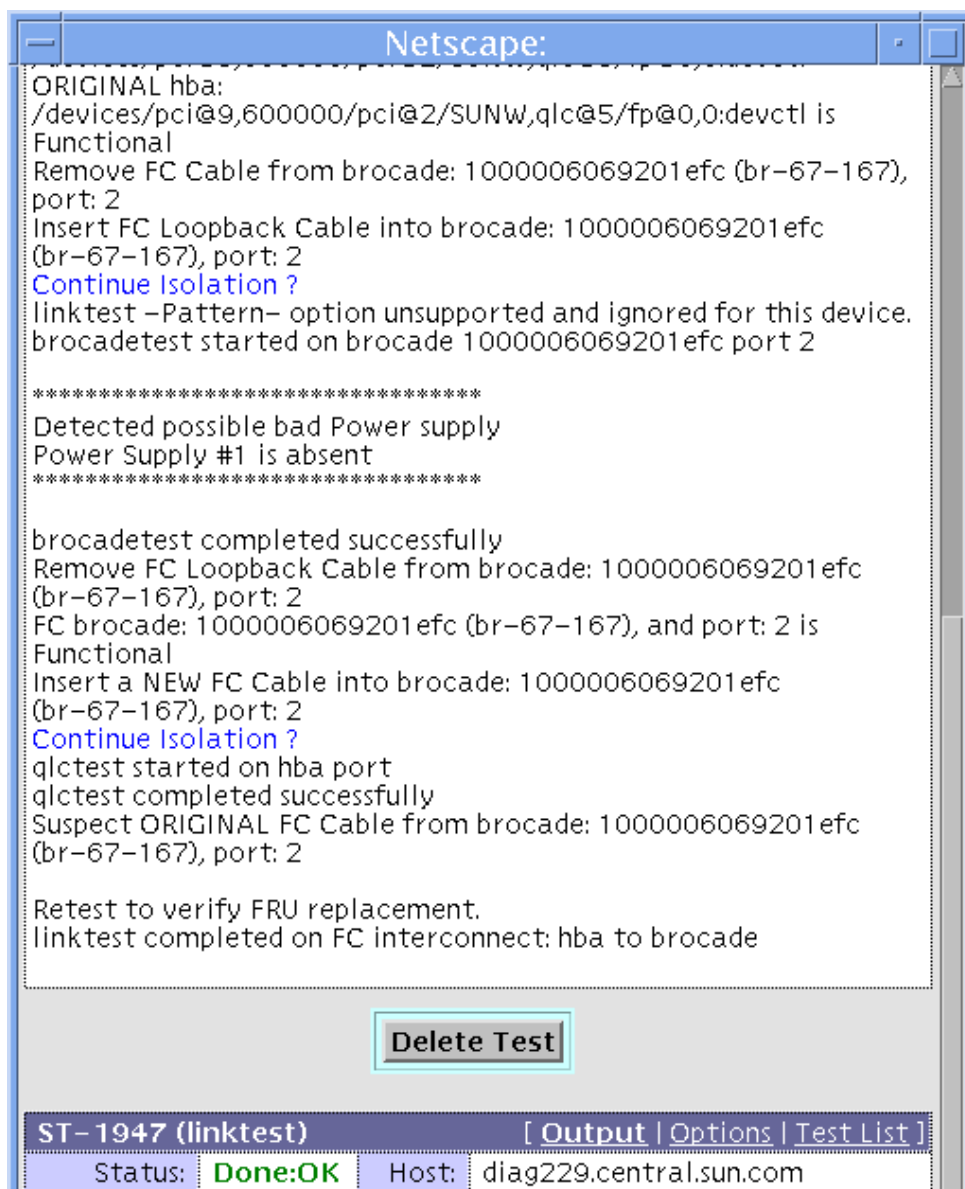 Netscape:
ORIGINAL hba:
/devices/pci@9,600000/pci@2/SUNW,qlc@5/fp@0,0:devctl is
Functional
Remove FC Cable from brocade: 1000006069201efc (br-67-167),
port: 2
Insert FC Loopback Cable into brocade: 1000006069201efc
(br-67-167), port: 2
Continue Isolation ?
linktest -Pattern- option unsupported and ignored for this device.
brocadetest started on brocade 1000006069201efc port 2
**********************************
Detected possible bad Power supply
Power Supply #1 is absent
**********************************
brocadetest completed successfully
Remove FC Loopback Cable from brocade: 1000006069201efc
(br-67-167), port: 2
FC brocade: 1000006069201efc (br-67-167), and port: 2 is
Functional
Insert a NEW FC Cable into brocade: 1000006069201efc
(br-67-167), port: 2
Continue Isolation ?
qlctest started on hba port
qlctest completed successfully
Suspect ORIGINAL FC Cable from brocade: 1000006069201efc
(br-67-167), port: 2
Retest to verify FRU replacement.
linktest completed on FC interconnect: hba to brocade
Delete Test
ST-1947 (linktest) [ Output | Options | Test List ]
Status: Done:OK Host: diag229.central.sun.com